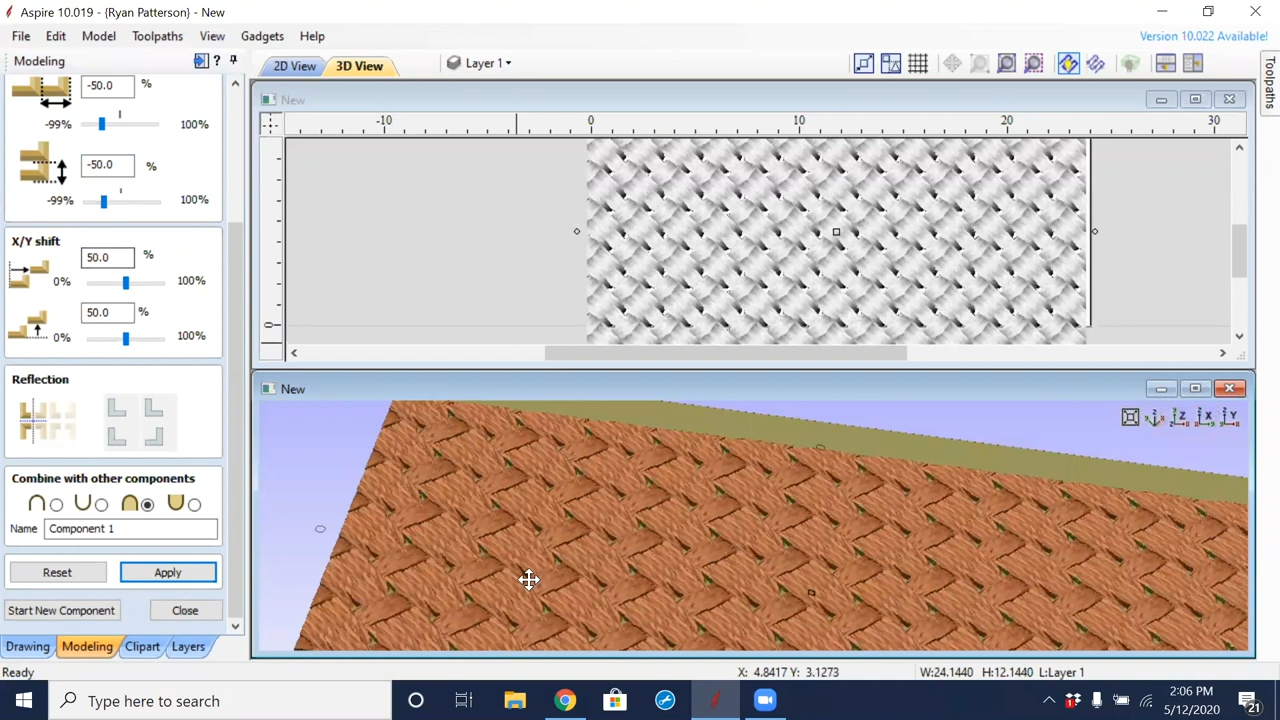 Aspire 10.019 - {Ryan Patterson} - New
File Edit Model Toolpaths View Gadgets Help
Version 10.022 Available!
Modeling
?
2D View 3D View Layer 1
Toolpaths
-50.0 %
-99% 100%
-50.0 %
-99% 100%
X/Y shift
50.0 %
0% 100%
50.0 %
0% 100%
Reflection
Combine with other components
Name Component 1
Reset Apply
Start New Component Close
Drawing Modeling Clipart Layers
New
-10 0 10 20 30
0
New
Z X Y
Ready
X: 4.8417 Y: 3.1273
W:24.1440 H:12.1440 L:Layer 1
Type here to search
2:06 PM
5/12/2020
21